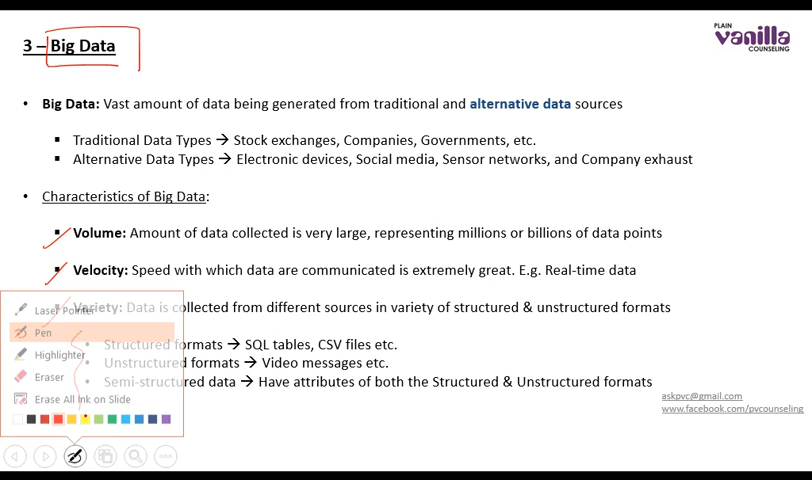 3 – Big Data
PLAIN
vanilla
COUNSELING
• Big Data: Vast amount of data being generated from traditional and alternative data sources
▪ Traditional Data Types → Stock exchanges, Companies, Governments, etc.
▪ Alternative Data Types → Electronic devices, Social media, Sensor networks, and Company exhaust
• Characteristics of Big Data:
▪ Volume: Amount of data collected is very large, representing millions or billions of data points
▪ Velocity: Speed with which data are communicated is extremely great. E.g. Real-time data
▪ Variety: Data is collected from different sources in variety of structured & unstructured formats
• Structured formats → SQL tables, CSV files etc.
• Unstructured formats → Video messages etc.
• Semi-structured data → Have attributes of both the Structured & Unstructured formats
Laser Pointer
Pen
Highlighter
Eraser
Erase All Ink on Slide
askpvc@gmail.com
www.facebook.com/pvcounseling